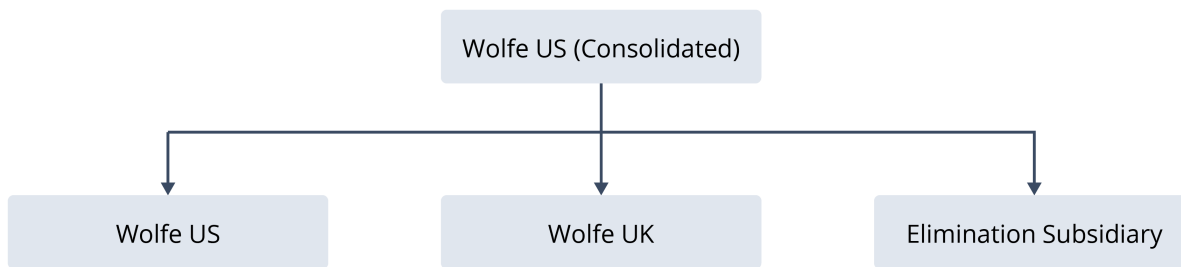 Wolfe US (Consolidated)
Wolfe US
Wolfe UK
Elimination Subsidiary